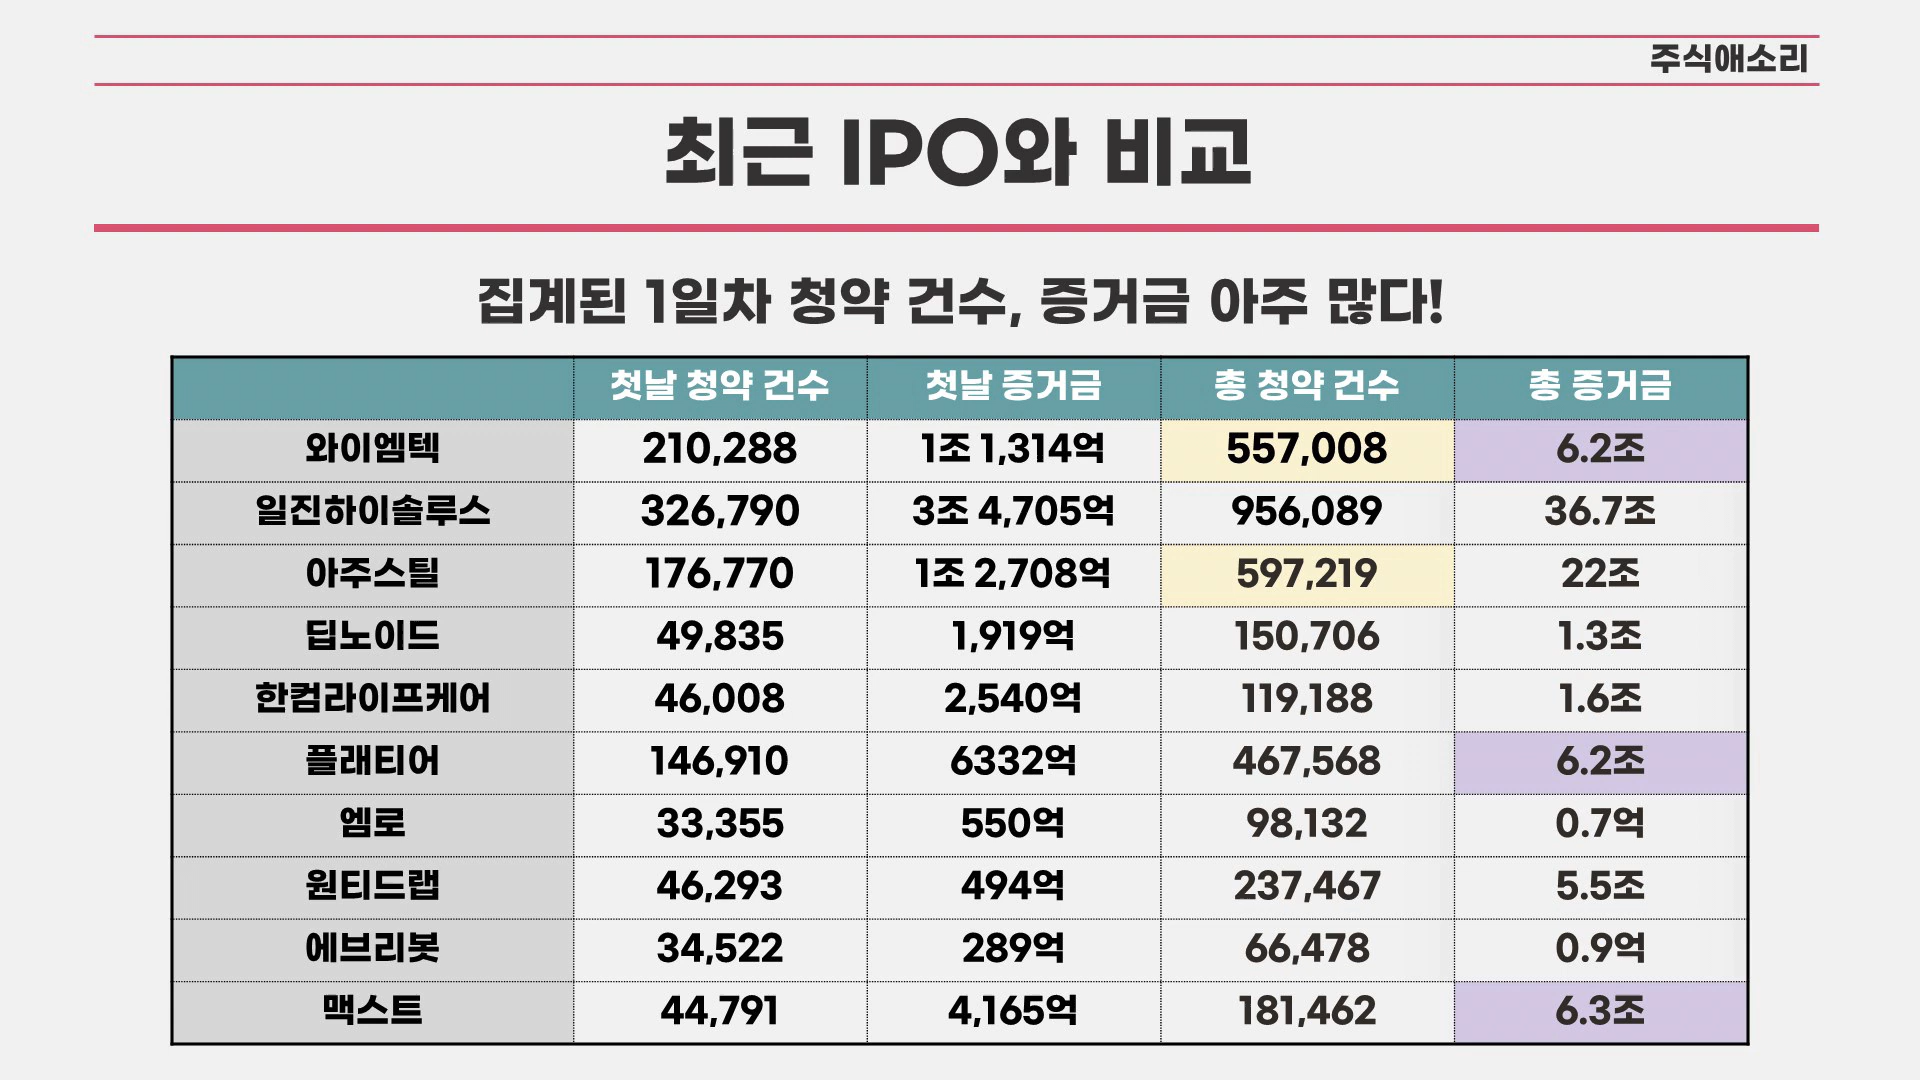 주식애소리
최근 IPO와 비교
집계된 1일차 청약 건수, 증거금 아주 많다!
첫날 청약 건수 첫날 증거금 총 청약 건수 총 증거금
와이엠텍 210,288 1조 1,314억 557,008 6.2조
일진하이솔루스 326,790 3조 4,705억 956,089 36.7조
아주스틸 176,770 1조 2,708억 597,219 22조
딥노이드 49,835 1,919억 150,706 1.3조
한컴라이프케어 46,008 2,540억 119,188 1.6조
플래티어 146,910 6332억 467,568 6.2조
엠로 33,355 550억 98,132 0.7억
원티드랩 46,293 494억 237,467 5.5조
에브리봇 34,522 289억 66,478 0.9억
맥스트 44,791 4,165억 181,462 6.3조